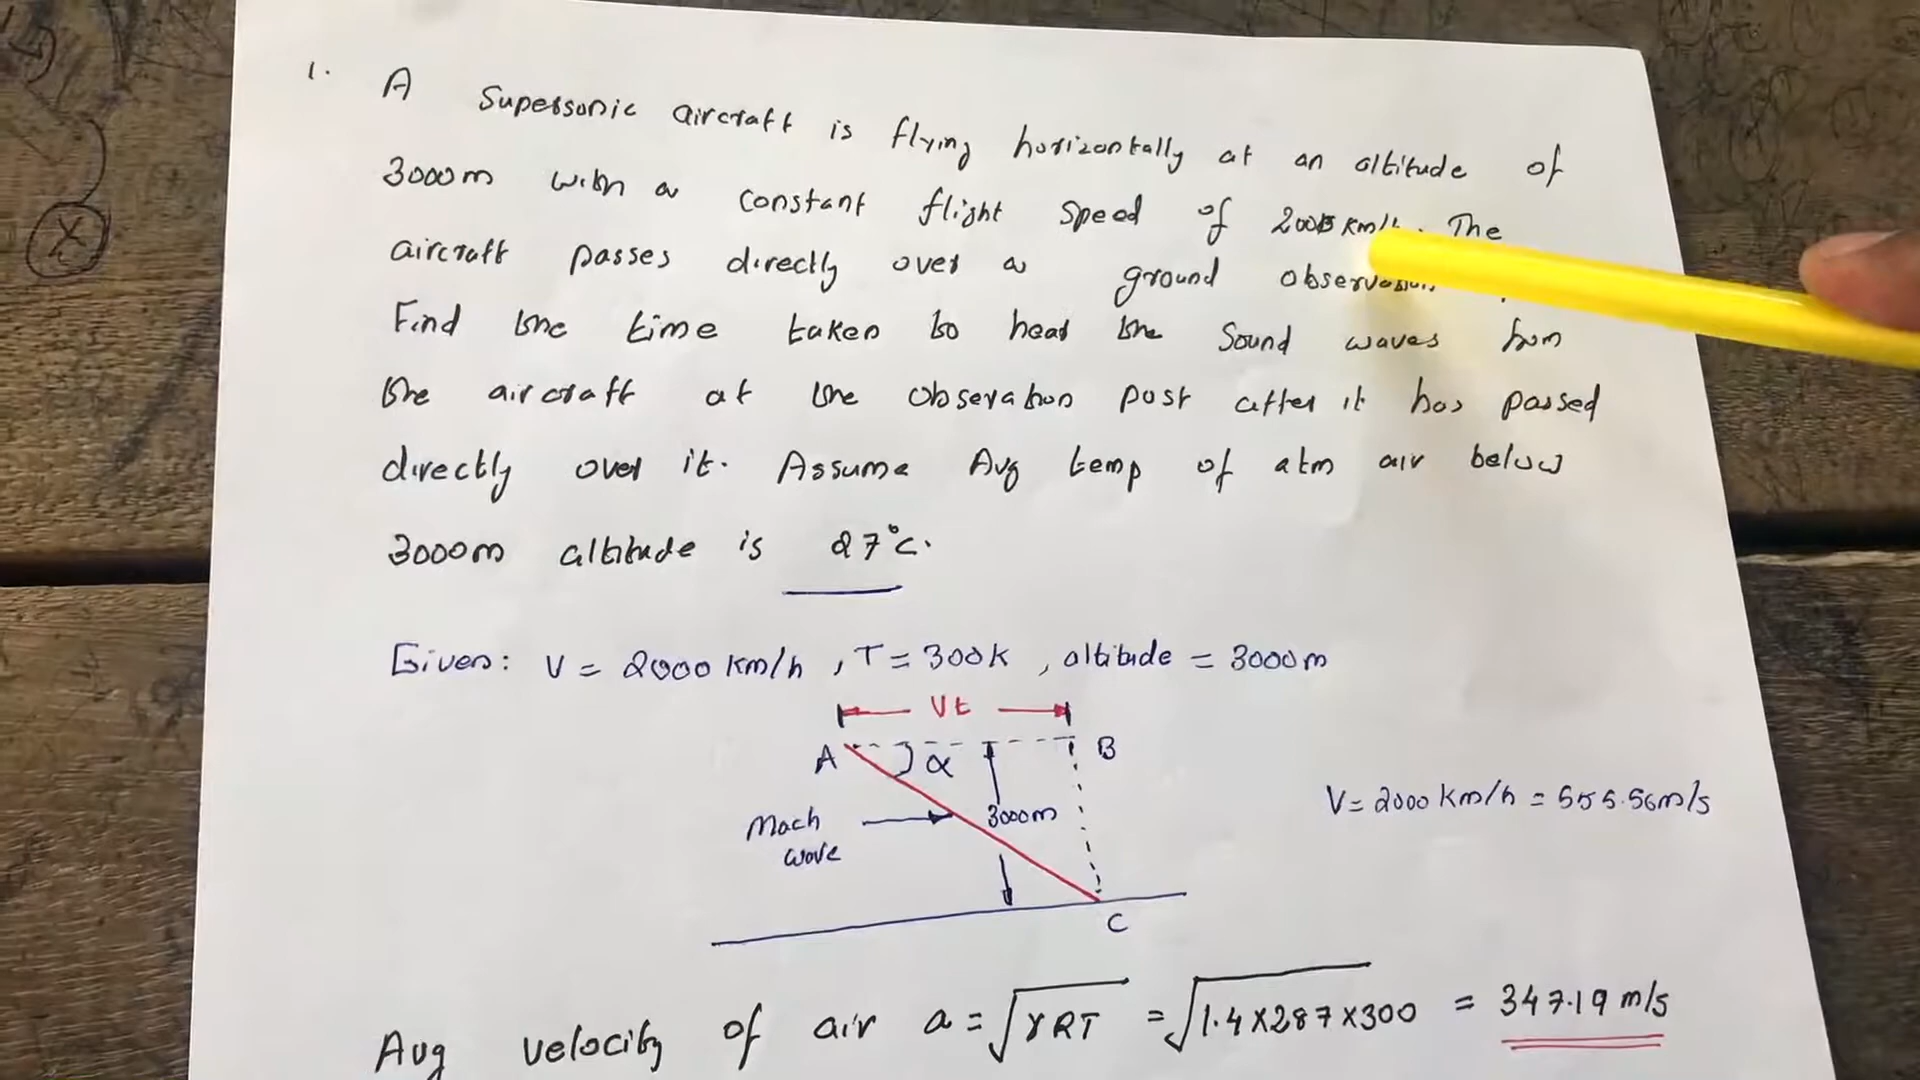 1. A Supersonic aircraft is flying horizontally at an altitude of
3000m with a constant flight speed of 2000 km/h. The
aircraft passes directly over a ground observation
Find the time taken to hear the Sound waves from
the aircraft at the observation post after it has passed
directly over it. Assume Avg temp of atm air below
3000m altitude is 27°C.
Given: V = 2000 km/h , T = 300K , altitude = 3000m
Vt
A α B
V = 2000 km/h = 555.56m/s
Mach 3000m
wave
C
Avg velocity of air a = √γRT = √1.4X287X300 = 347.19 m/s
X